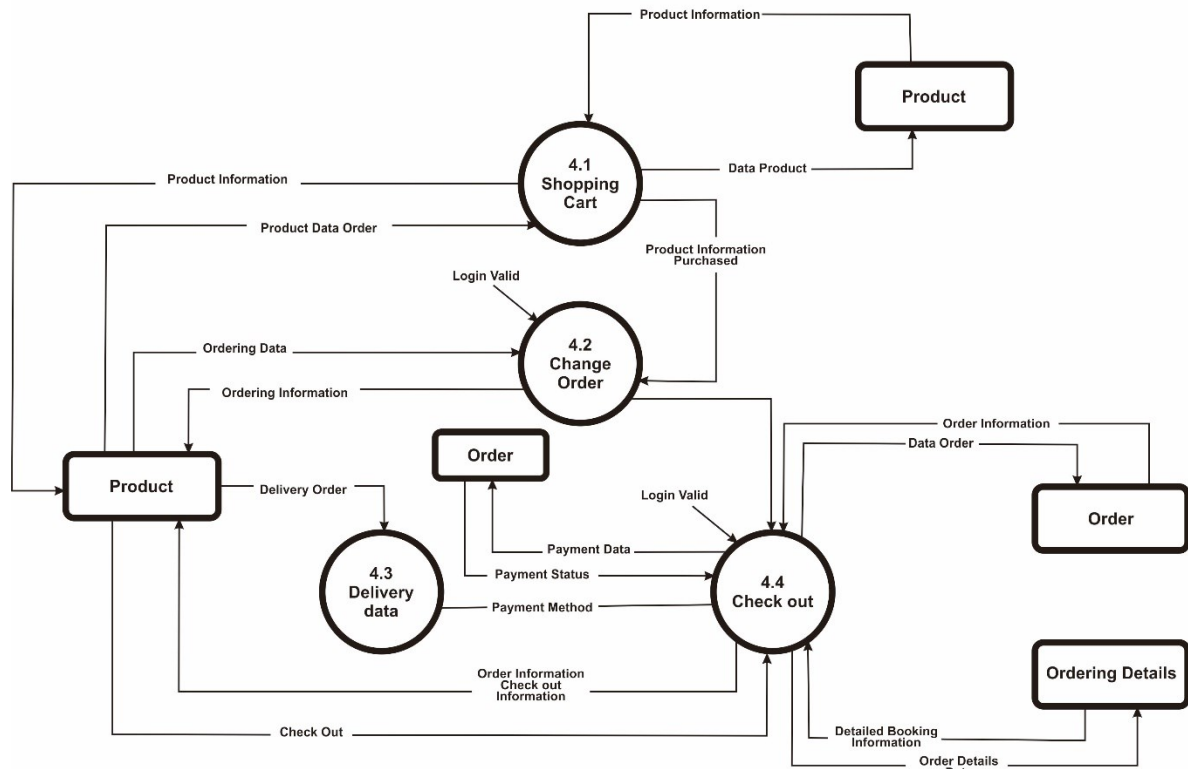 Product Information
Product
4.1
Shopping
Cart
Data Product
Product Information
Product Data Order
Product Information
Purchased
Login Valid
4.2
Change
Order
Ordering Data
Ordering Information
Order Information
Data Order
Order
Product
Delivery Order
Login Valid
Order
Payment Data
4.3
Delivery
data
Payment Status
4.4
Check out
Payment Method
Order Information
Check out
Information
Ordering Details
Check Out
Detailed Booking
Information
Order Details